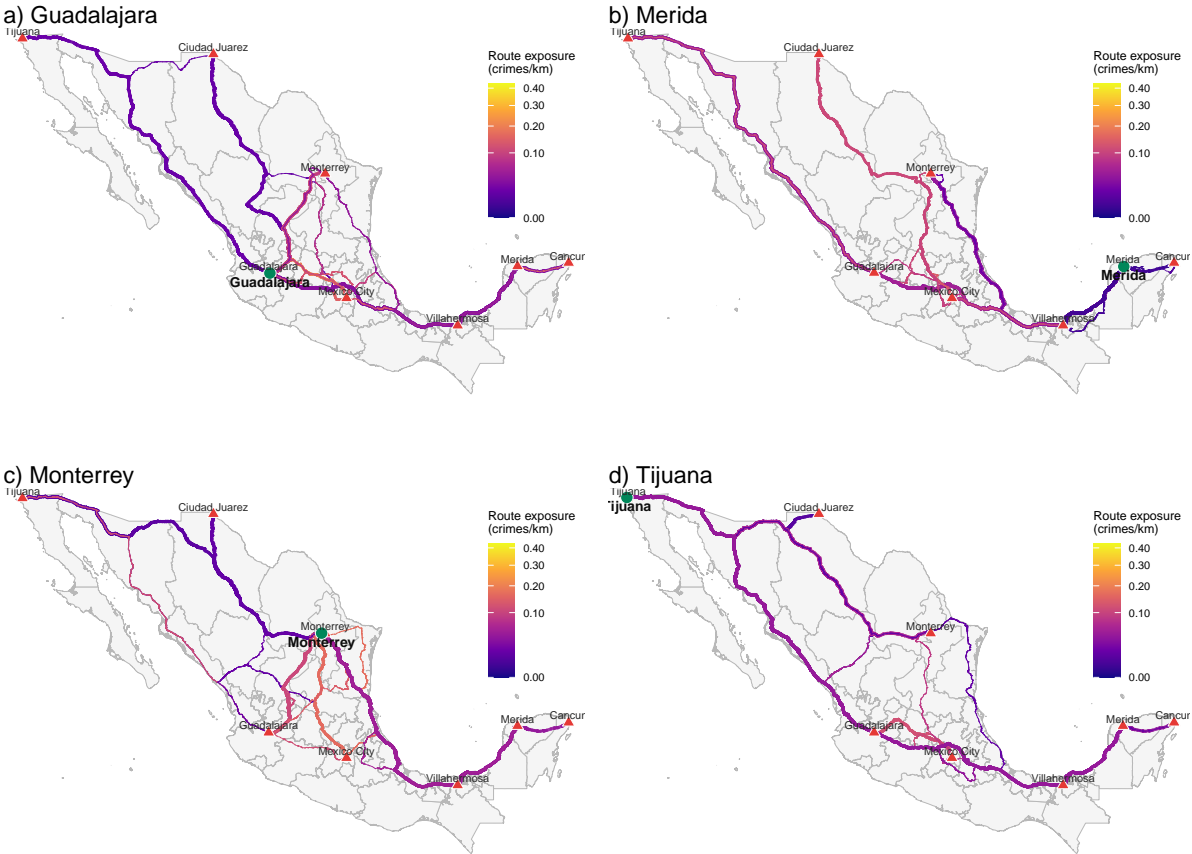 a) Guadalajara
Tijuana
Ciudad Juarez
Monterrey
Guadalajara
Guadalajara
Mexico City
Villahermosa
Merida
Cancun
Route exposure
(crimes/km)
0.40
0.30
0.20
0.10
0.00
b) Merida
Tijuana
Ciudad Juarez
Monterrey
Guadalajara
Mexico City
Villahermosa
Merida
Merida
Cancun
Route exposure
(crimes/km)
0.40
0.30
0.20
0.10
0.00
c) Monterrey
Tijuana
Ciudad Juarez
Monterrey
Monterrey
Guadalajara
Mexico City
Villahermosa
Merida
Cancun
Route exposure
(crimes/km)
0.40
0.30
0.20
0.10
0.00
d) Tijuana
Tijuana
Tijuana
Ciudad Juarez
Monterrey
Guadalajara
Mexico City
Villahermosa
Merida
Cancun
Route exposure
(crimes/km)
0.40
0.30
0.20
0.10
0.00